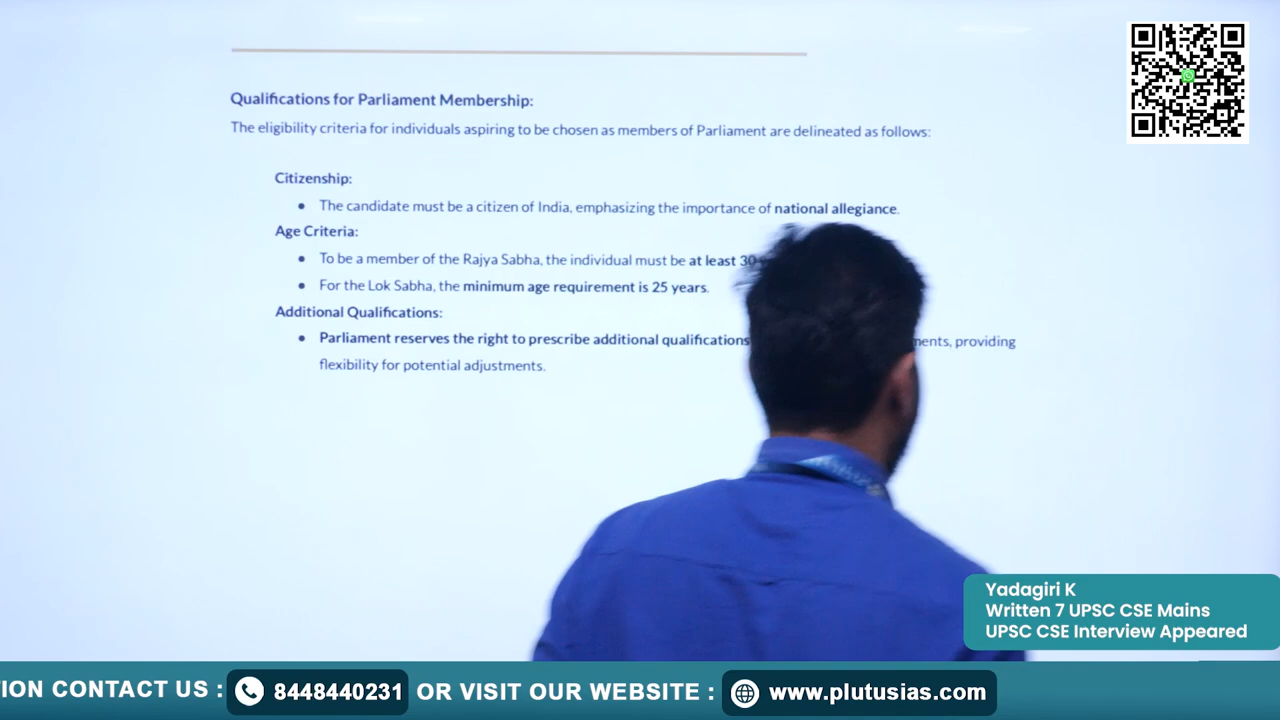 Qualifications for Parliament Membership:
The eligibility criteria for individuals aspiring to be chosen as members of Parliament are delineated as follows:
Citizenship:
• The candidate must be a citizen of India, emphasizing the importance of national allegiance.
Age Criteria:
• To be a member of the Rajya Sabha, the individual must be at least 30
• For the Lok Sabha, the minimum age requirement is 25 years.
Additional Qualifications:
• Parliament reserves the right to prescribe additional qualifications providing
flexibility for potential adjustments.
Yadagiri K
Written 7 UPSC CSE Mains
UPSC CSE Interview Appeared
CONTACT US : 8448440231 OR VISIT OUR WEBSITE : www.plutusias.com